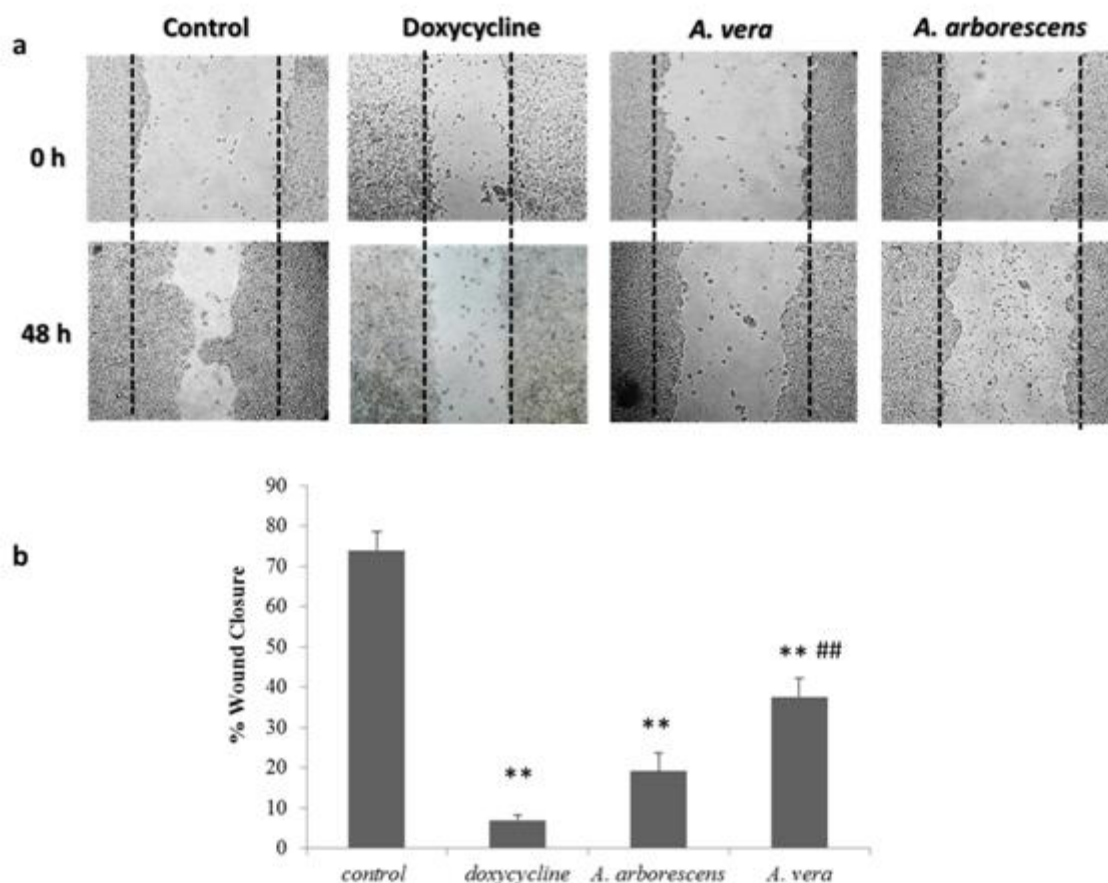 Control Doxycycline A. vera A. arborescens
a
0 h
48 h
b
% Wound Closure
90
80
70
60
50
40
30
20
10
0
**
**
** ##
control doxycycline A. arborescens A. vera